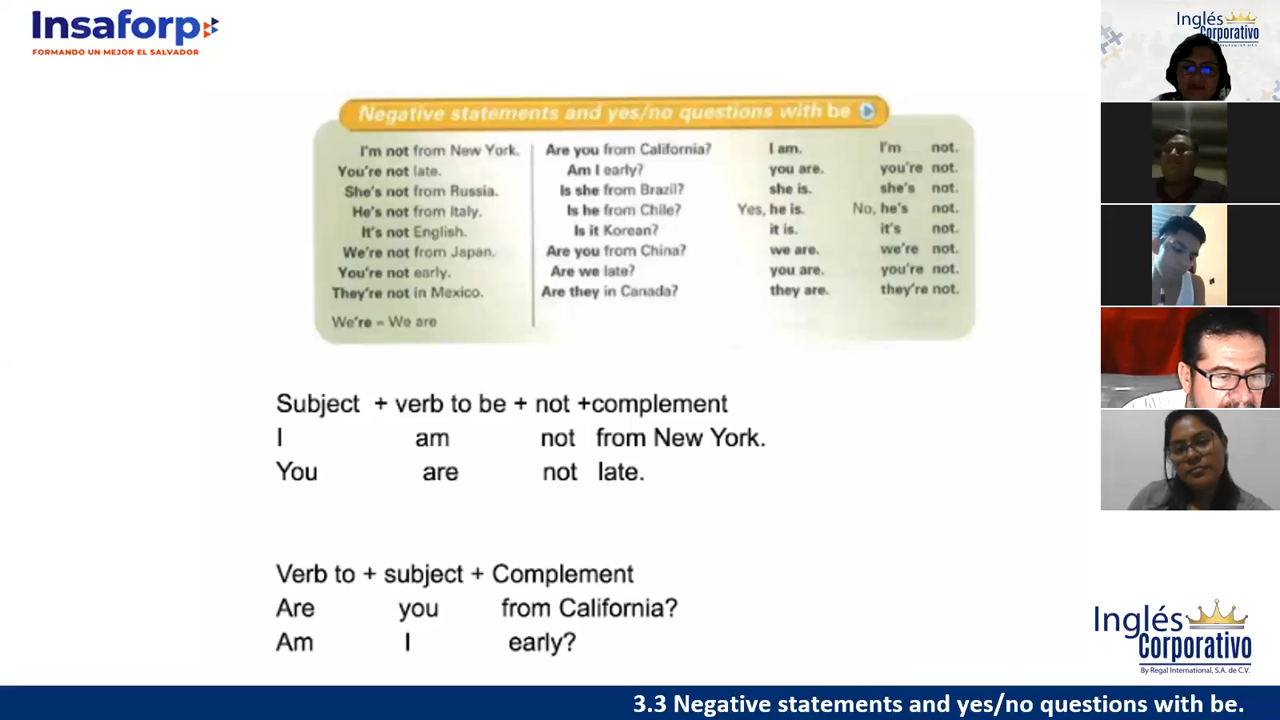 Insaforp
FORMANDO UN MEJOR EL SALVADOR
Negative statements and yes/no questions with be
I'm not from New York. Are you from California? I am. I'm not.
You're not late. Am I early? you are. you're not.
She's not from Russia. Is she from Brazil? she is. she's not.
He's not from Italy. Is he from Chile? Yes, he is. No, he's not.
It's not English. Is it Korean? it is. it's not.
We're not from Japan. Are you from China? we are. we're not.
You're not early. Are we late? you are. you're not.
They're not in Mexico. Are they in Canada? they are. they're not.
We're = We are
Subject + verb to be + not +complement
I am not from New York.
You are not late.
Verb to + subject + Complement
Are you from California?
Am I early?
Inglés
Corporativo
Inglés
Corporativo
By Regal International, S.A. de C.V.
3.3 Negative statements and yes/no questions with be.